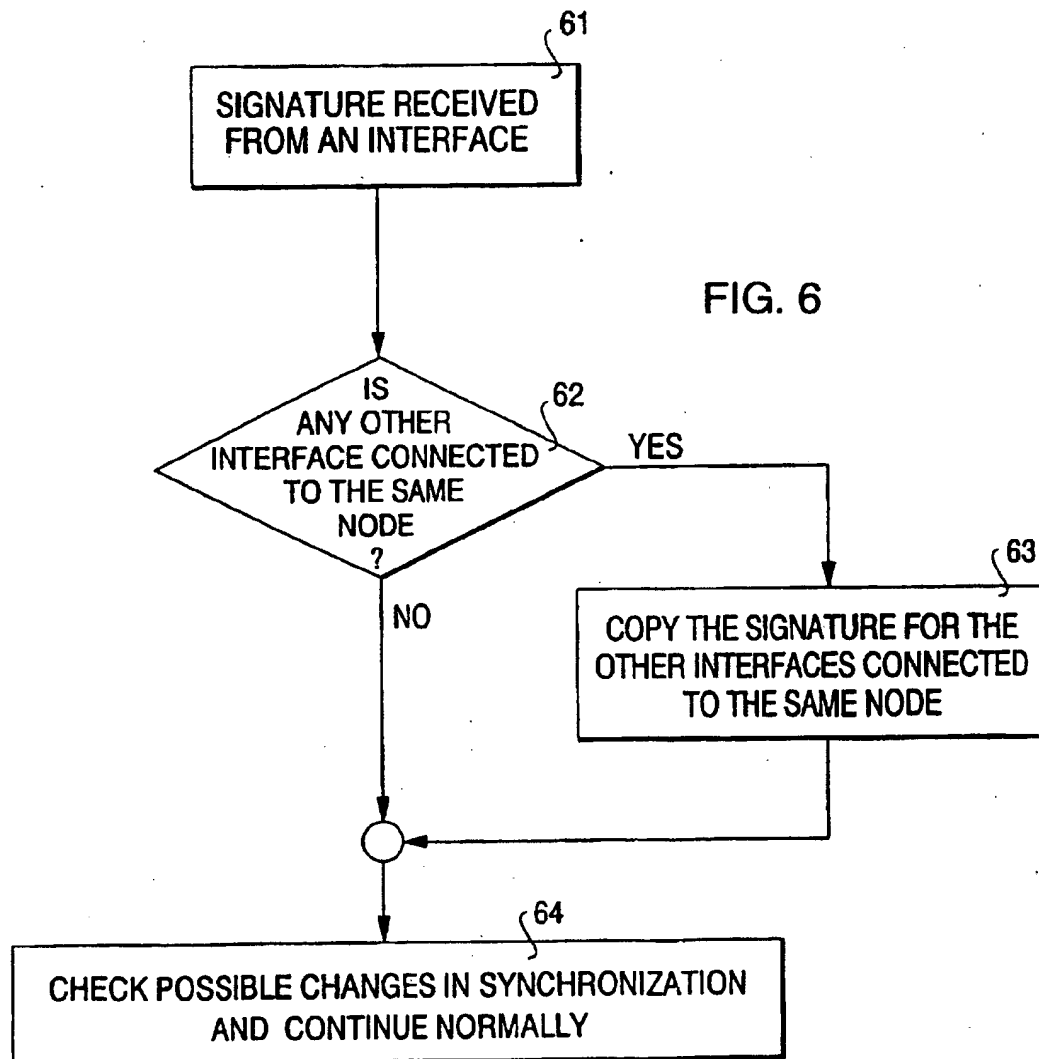 61
SIGNATURE RECEIVED
FROM AN INTERFACE
FIG. 6
IS
ANY OTHER
INTERFACE CONNECTED
TO THE SAME
NODE
?
62
YES
NO
63
COPY THE SIGNATURE FOR THE
OTHER INTERFACES CONNECTED
TO THE SAME NODE
64
CHECK POSSIBLE CHANGES IN SYNCHRONIZATION
AND CONTINUE NORMALLY